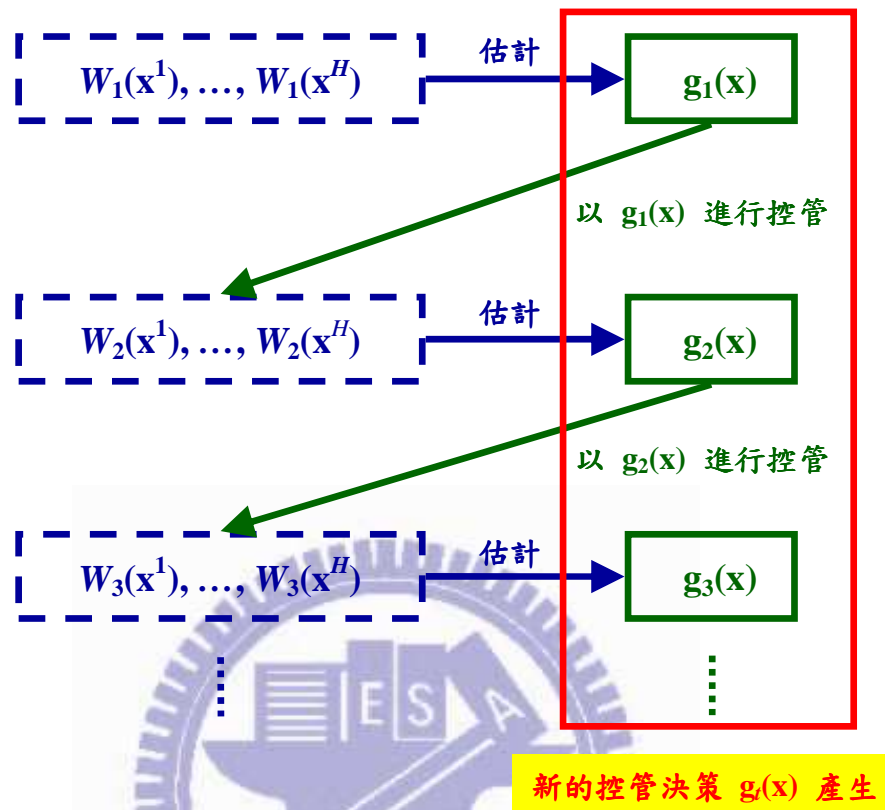 W₁(x¹), …, W₁(xᴴ) 估計 g₁(x)
以 g₁(x) 進行控管
W₂(x¹), …, W₂(xᴴ) 估計 g₂(x)
以 g₂(x) 進行控管
W₃(x¹), …, W₃(xᴴ) 估計 g₃(x)
E S A
新的控管決策 gₜ(x) 產生